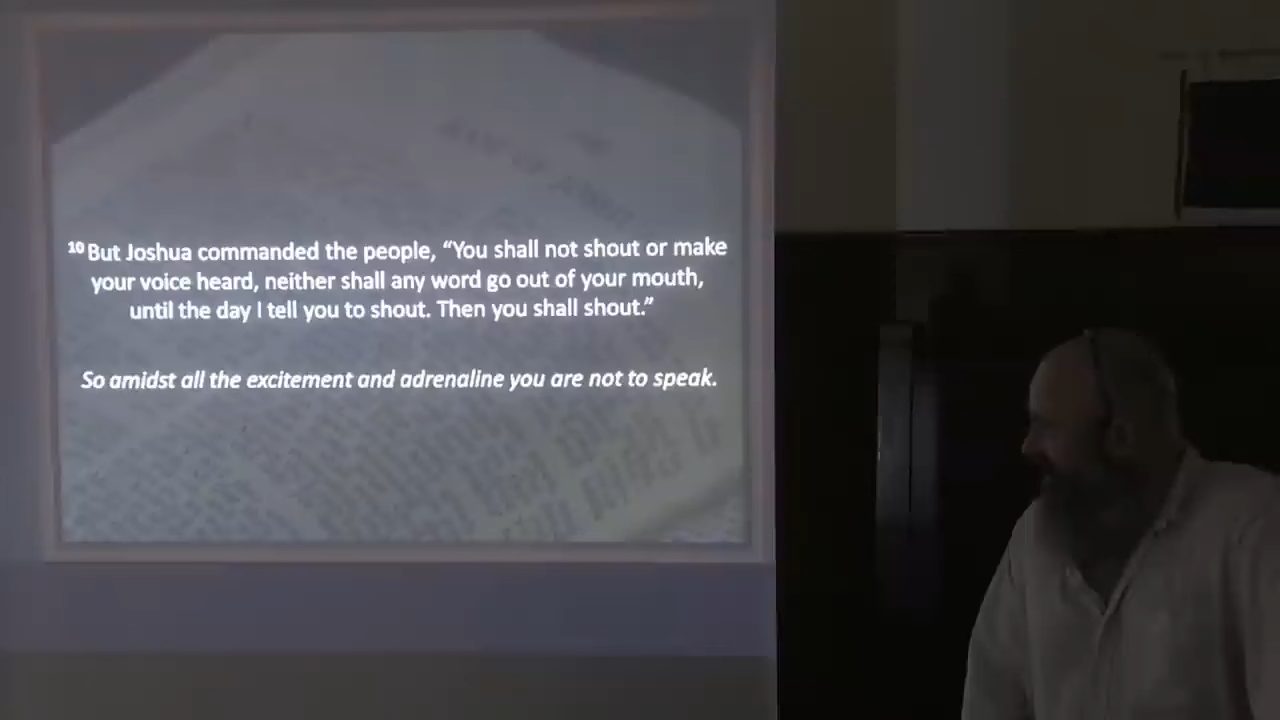 10 But Joshua commanded the people, “You shall not shout or make
your voice heard, neither shall any word go out of your mouth,
until the day I tell you to shout. Then you shall shout.”
So amidst all the excitement and adrenaline you are not to speak.